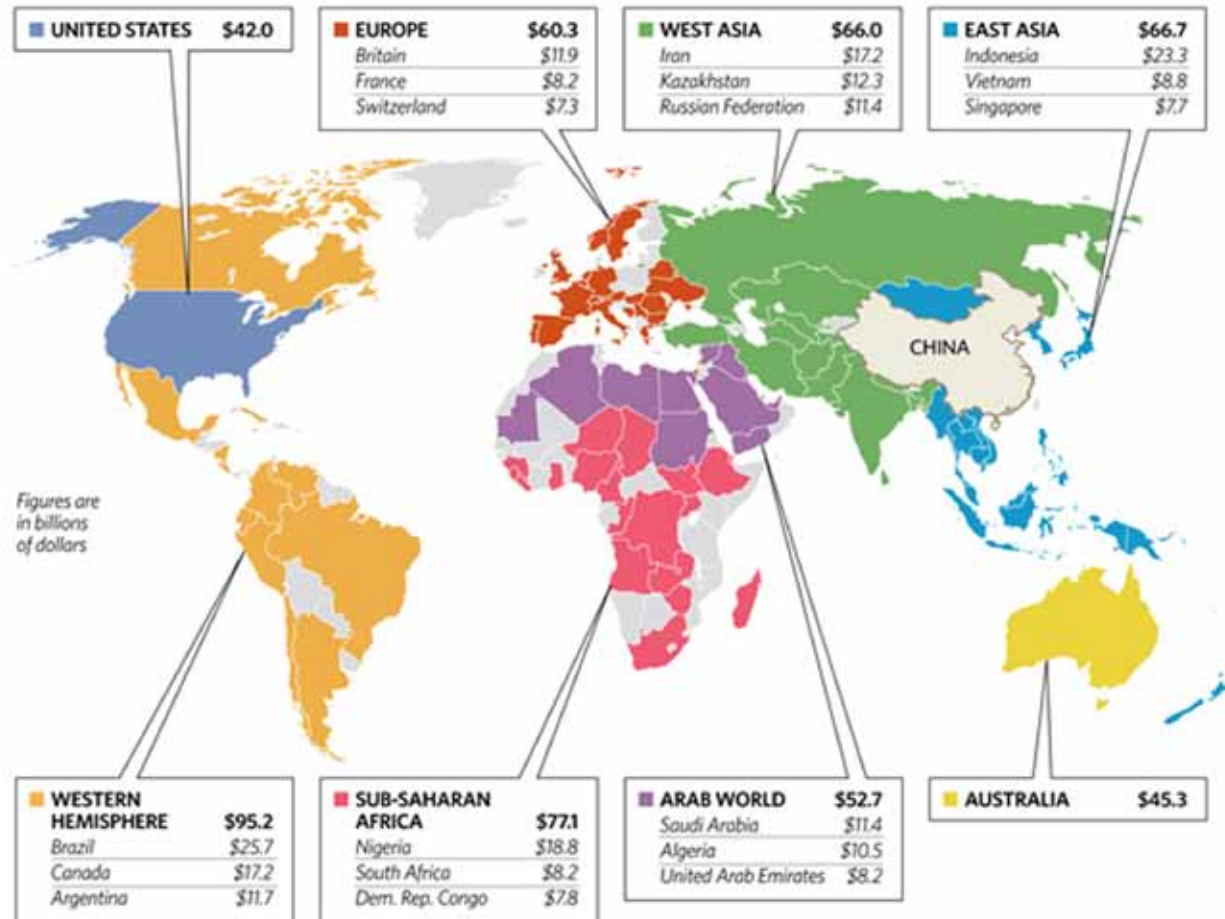 UNITED STATES $42.0
EUROPE $60.3
Britain $11.9
France $8.2
Switzerland $7.3
WEST ASIA $66.0
Iran $17.2
Kazakhstan $12.3
Russian Federation $11.4
EAST ASIA $66.7
Indonesia $23.3
Vietnam $8.8
Singapore $7.7
CHINA
Figures are
in billions
of dollars
WESTERN
HEMISPHERE $95.2
Brazil $25.7
Canada $17.2
Argentina $11.7
SUB-SAHARAN
AFRICA $77.1
Nigeria $18.8
South Africa $8.2
Dem. Rep. Congo $7.8
ARAB WORLD $52.7
Saudi Arabia $11.4
Algeria $10.5
United Arab Emirates $8.2
AUSTRALIA $45.3